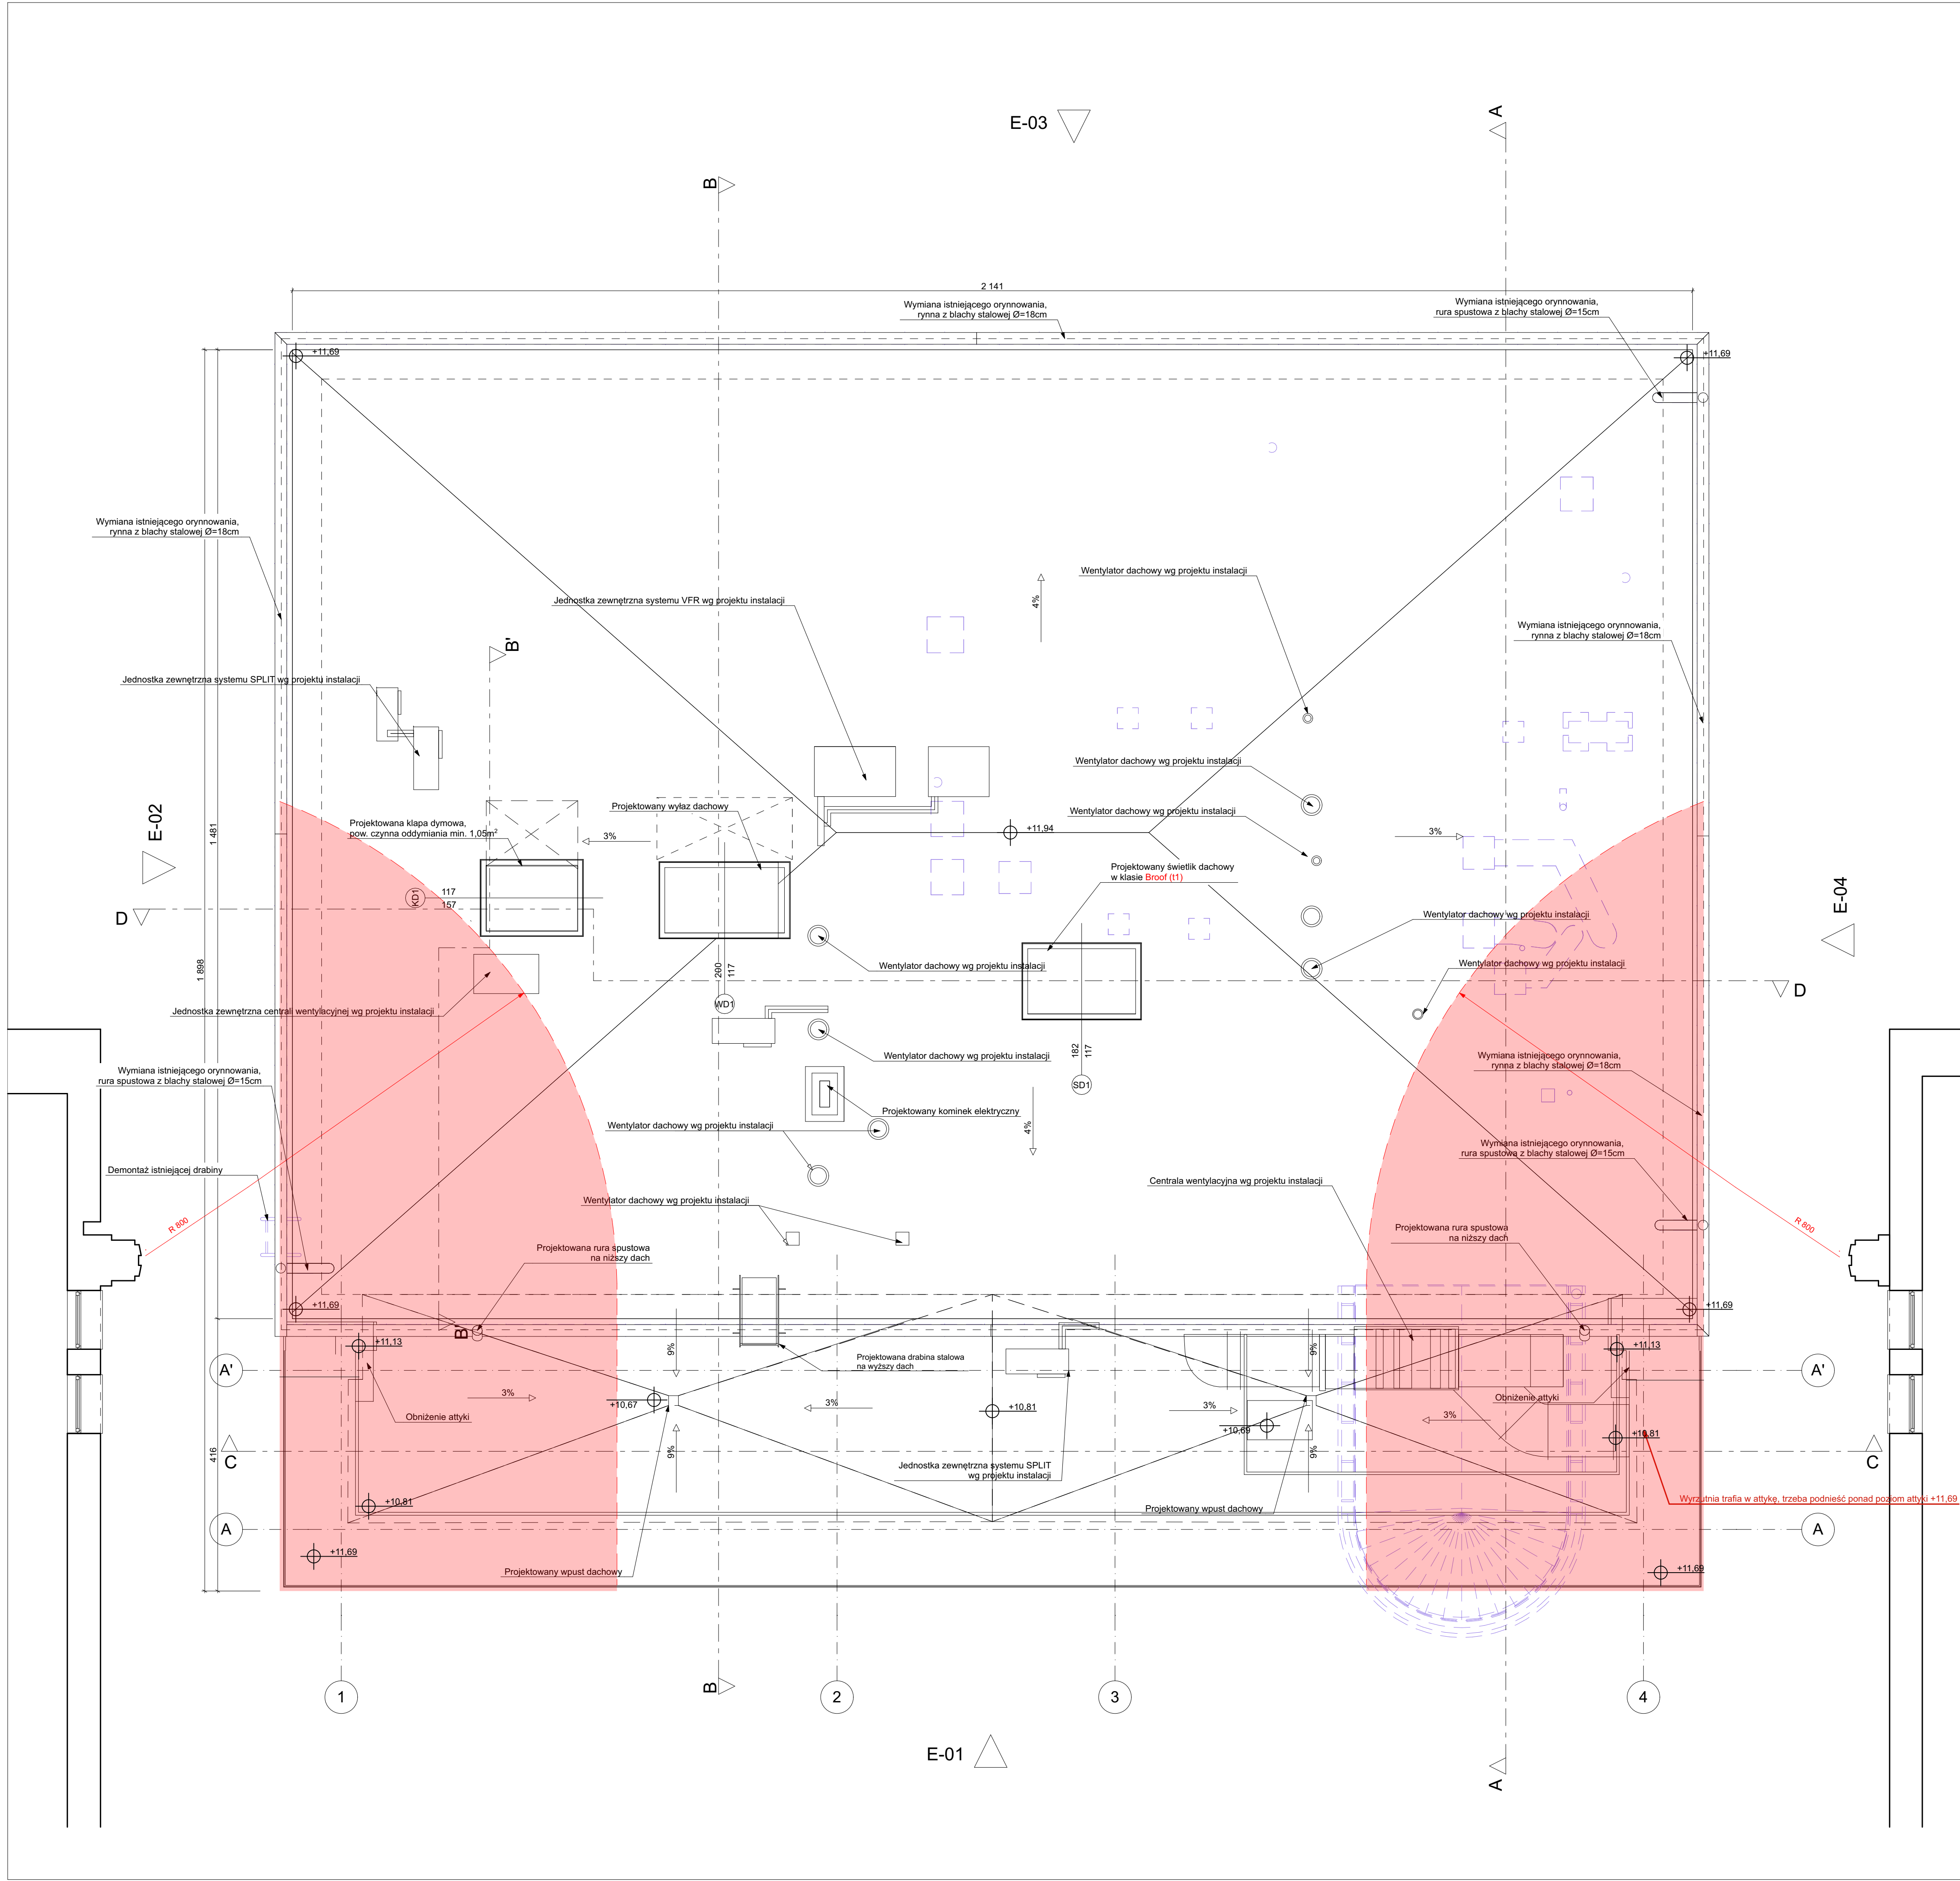 E-03
A
B
2 141
Wymiana istniejącego orynnowania,
rynna z blachy stalowej Ø=18cm
Wymiana istniejącego orynnowania,
rura spustowa z blachy stalowej Ø=15cm
+11,69
+11,69
Wymiana istniejącego orynnowania,
rynna z blachy stalowej Ø=18cm
Wentylator dachowy wg projektu instalacji
Jednostka zewnętrzna systemu VFR wg projektu instalacji
4%
Wymiana istniejącego orynnowania,
rynna z blachy stalowej Ø=18cm
B'
Jednostka zewnętrzna systemu SPLIT wg projektu instalacji
Wentylator dachowy wg projektu instalacji
Projektowany wyłaz dachowy
Wentylator dachowy wg projektu instalacji
E-02
1 481
Projektowana klapa dymowa,
pow. czynna oddymiania min. 1,05m²
3%
+11,94
3%
Projektowany świetlik dachowy
w klasie Broof (t1)
KD1
117
157
E-04
D
Wentylator dachowy wg projektu instalacji
1 898
200
117
WD1
Wentylator dachowy wg projektu instalacji
Wentylator dachowy wg projektu instalacji
D
Jednostka zewnętrzna centrali wentylacyjnej wg projektu instalacji
Wentylator dachowy wg projektu instalacji
182
117
SD1
Wymiana istniejącego orynnowania,
rynna z blachy stalowej Ø=18cm
Wymiana istniejącego orynnowania,
rura spustowa z blachy stalowej Ø=15cm
Projektowany kominek elektryczny
Wentylator dachowy wg projektu instalacji
4%
Wymiana istniejącego orynnowania,
rura spustowa z blachy stalowej Ø=15cm
Demontaż istniejącej drabiny
Centrala wentylacyjna wg projektu instalacji
Wentylator dachowy wg projektu instalacji
R 800
R 800
Projektowana rura spustowa
na niższy dach
Projektowana rura spustowa
na niższy dach
+11,69
+11,69
B'
+11,13
+11,13
9%
9%
Projektowana drabina stalowa
na wyższy dach
A'
A'
3%
+10,67
3%
+10,81
3%
3%
Obniżenie attyki
Obniżenie attyki
+10,69
+10,81
416
9%
9%
C
C
Jednostka zewnętrzna systemu SPLIT
wg projektu instalacji
+10,81
Projektowany wpust dachowy
Wyrzutnia trafia w attykę, trzeba podnieść ponad poziom attyki +11,69
A
A
+11,69
Projektowany wpust dachowy
+11,69
1
B
2
3
4
E-01
A